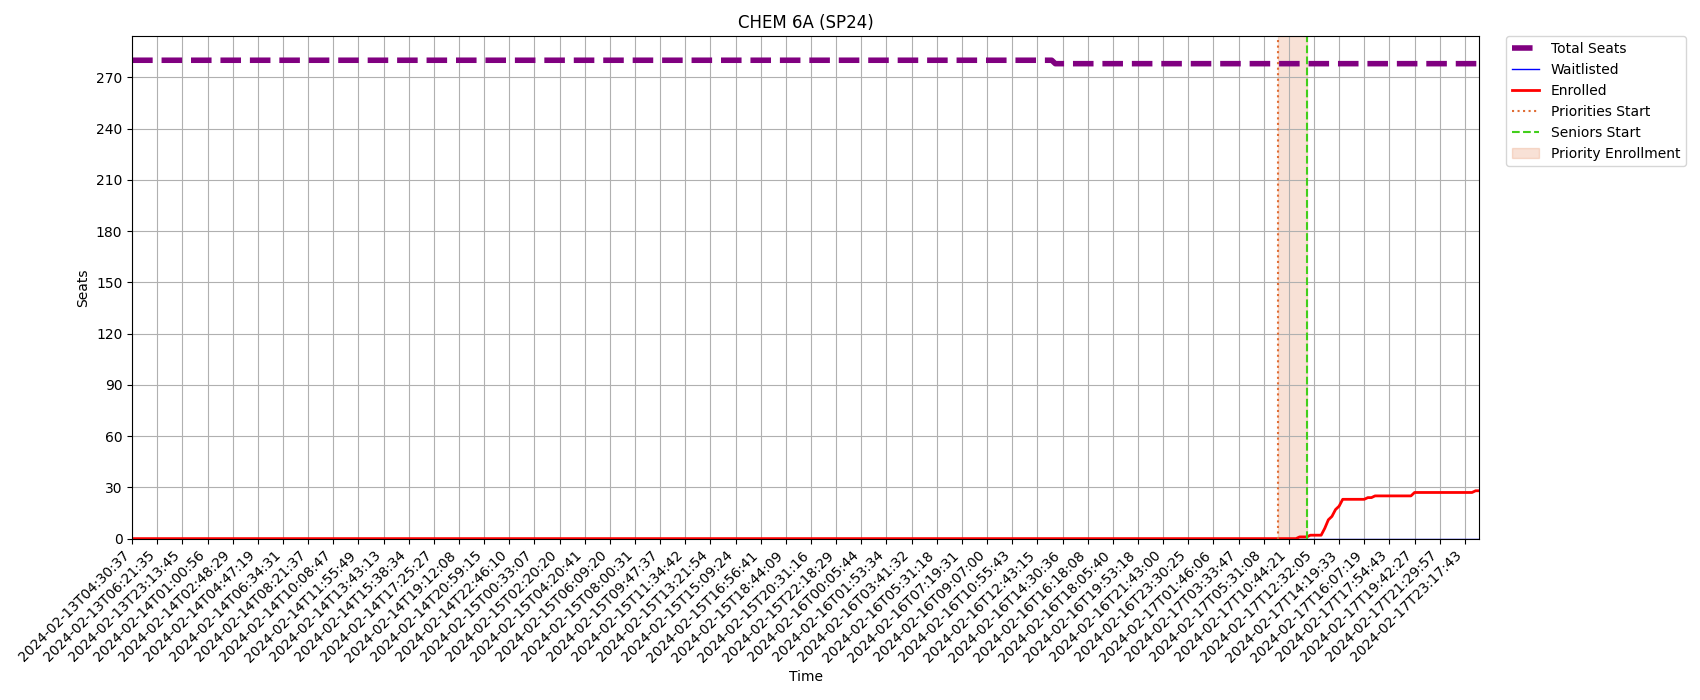 CHEM 6A (SP24)
Total Seats
Waitlisted
Enrolled
Priorities Start
Seniors Start
Priority Enrollment
Seats
270
240
210
180
150
120
90
60
30
0
2024-02-13T04:30:37
2024-02-13T06:21:35
2024-02-13T23:13:45
2024-02-14T01:00:56
2024-02-14T02:48:29
2024-02-14T04:47:19
2024-02-14T06:34:31
2024-02-14T08:21:37
2024-02-14T10:08:47
2024-02-14T11:55:49
2024-02-14T13:43:13
2024-02-14T15:38:34
2024-02-14T17:25:27
2024-02-14T19:12:08
2024-02-14T20:59:15
2024-02-14T22:46:10
2024-02-15T00:33:07
2024-02-15T02:20:20
2024-02-15T04:20:41
2024-02-15T06:09:20
2024-02-15T08:00:31
2024-02-15T09:47:37
2024-02-15T11:34:42
2024-02-15T13:21:54
2024-02-15T15:09:24
2024-02-15T16:56:41
2024-02-15T18:44:09
2024-02-15T20:31:16
2024-02-15T22:18:29
2024-02-16T00:05:44
2024-02-16T01:53:34
2024-02-16T03:41:32
2024-02-16T05:31:18
2024-02-16T07:19:31
2024-02-16T09:07:00
2024-02-16T10:55:43
2024-02-16T12:43:15
2024-02-16T14:30:36
2024-02-16T16:18:08
2024-02-16T18:05:40
2024-02-16T19:53:18
2024-02-16T21:43:00
2024-02-16T23:30:25
2024-02-17T01:46:06
2024-02-17T03:33:47
2024-02-17T05:31:08
2024-02-17T10:44:21
2024-02-17T12:32:05
2024-02-17T14:19:33
2024-02-17T16:07:19
2024-02-17T17:54:43
2024-02-17T19:42:27
2024-02-17T21:29:57
2024-02-17T23:17:43
Time